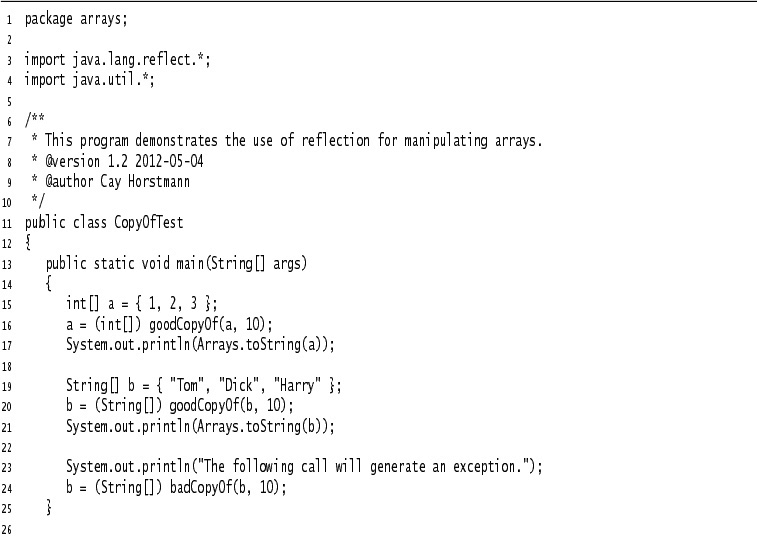 1 package arrays;
2
3 import java.lang.reflect.*;
4 import java.util.*;
5
6 /**
7  * This program demonstrates the use of reflection for manipulating arrays.
8  * @version 1.2 2012-05-04
9  * @author Cay Horstmann
10  */
11 public class CopyOfTest
12 {
13    public static void main(String[] args)
14    {
15       int[] a = { 1, 2, 3 };
16       a = (int[]) goodCopyOf(a, 10);
17       System.out.println(Arrays.toString(a));
18
19       String[] b = { "Tom", "Dick", "Harry" };
20       b = (String[]) goodCopyOf(b, 10);
21       System.out.println(Arrays.toString(b));
22
23       System.out.println("The following call will generate an exception.");
24       b = (String[]) badCopyOf(b, 10);
25    }
26